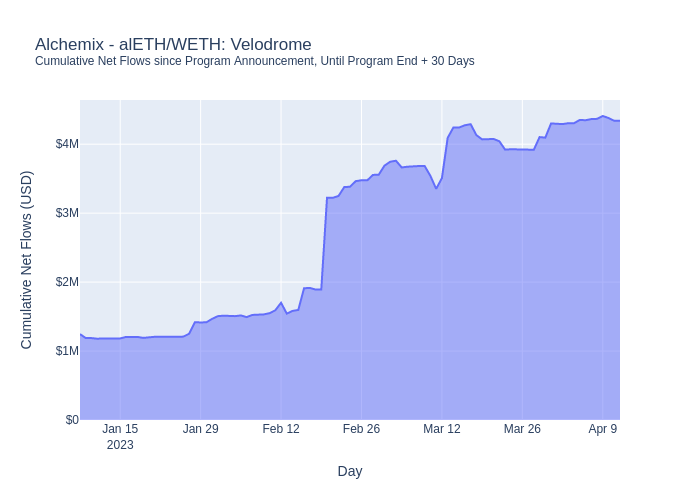 Alchemix - alETH/WETH: Velodrome
Cumulative Net Flows since Program Announcement, Until Program End + 30 Days
Cumulative Net Flows (USD)
$4M
$3M
$2M
$1M
$0
Jan 15 Jan 29 Feb 12 Feb 26 Mar 12 Mar 26 Apr 9
2023
Day